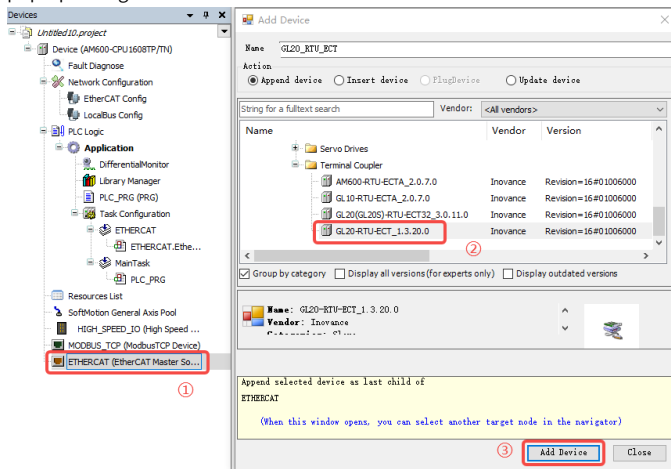 Devices
Untitled10.project
Device (AM600-CPU1608TP/TN)
Fault Diagnose
Network Configuration
EtherCAT Config
LocalBus Config
PLC Logic
Application
DifferentialMonitor
Library Manager
PLC_PRG (PRG)
Task Configuration
ETHERCAT
ETHERCAT.Ethe...
MainTask
PLC_PRG
Resources List
SoftMotion General Axis Pool
HIGH_SPEED_IO (High Speed ...
MODBUS_TCP (ModbusTCP Device)
ETHERCAT (EtherCAT Master So...
①
Add Device
Name GL20_RTU_ECT
Action
Append device Insert device PlugDevice Update device
String for a fulltext search Vendor: <All vendors>
Name Vendor Version
Servo Drives
Terminal Coupler
AM600-RTU-ECTA_2.0.7.0 Inovance Revision=16#01006000
GL10-RTU-ECTA_2.0.7.0 Inovance Revision=16#01006000
GL20(GL20S)-RTU-ECT32_3.0.11.0 Inovance Revision=16#01006000
GL20-RTU-ECT_1.3.20.0 Inovance Revision=16#01006000
②
Group by category Display all versions(for experts only) Display outdated versions
Name: GL20-RTU-ECT_1.3.20.0
Vendor: Inovance
Append selected device as last child of
ETHERCAT
(When this window opens, you can select another target node in the navigator)
③ Add Device Close